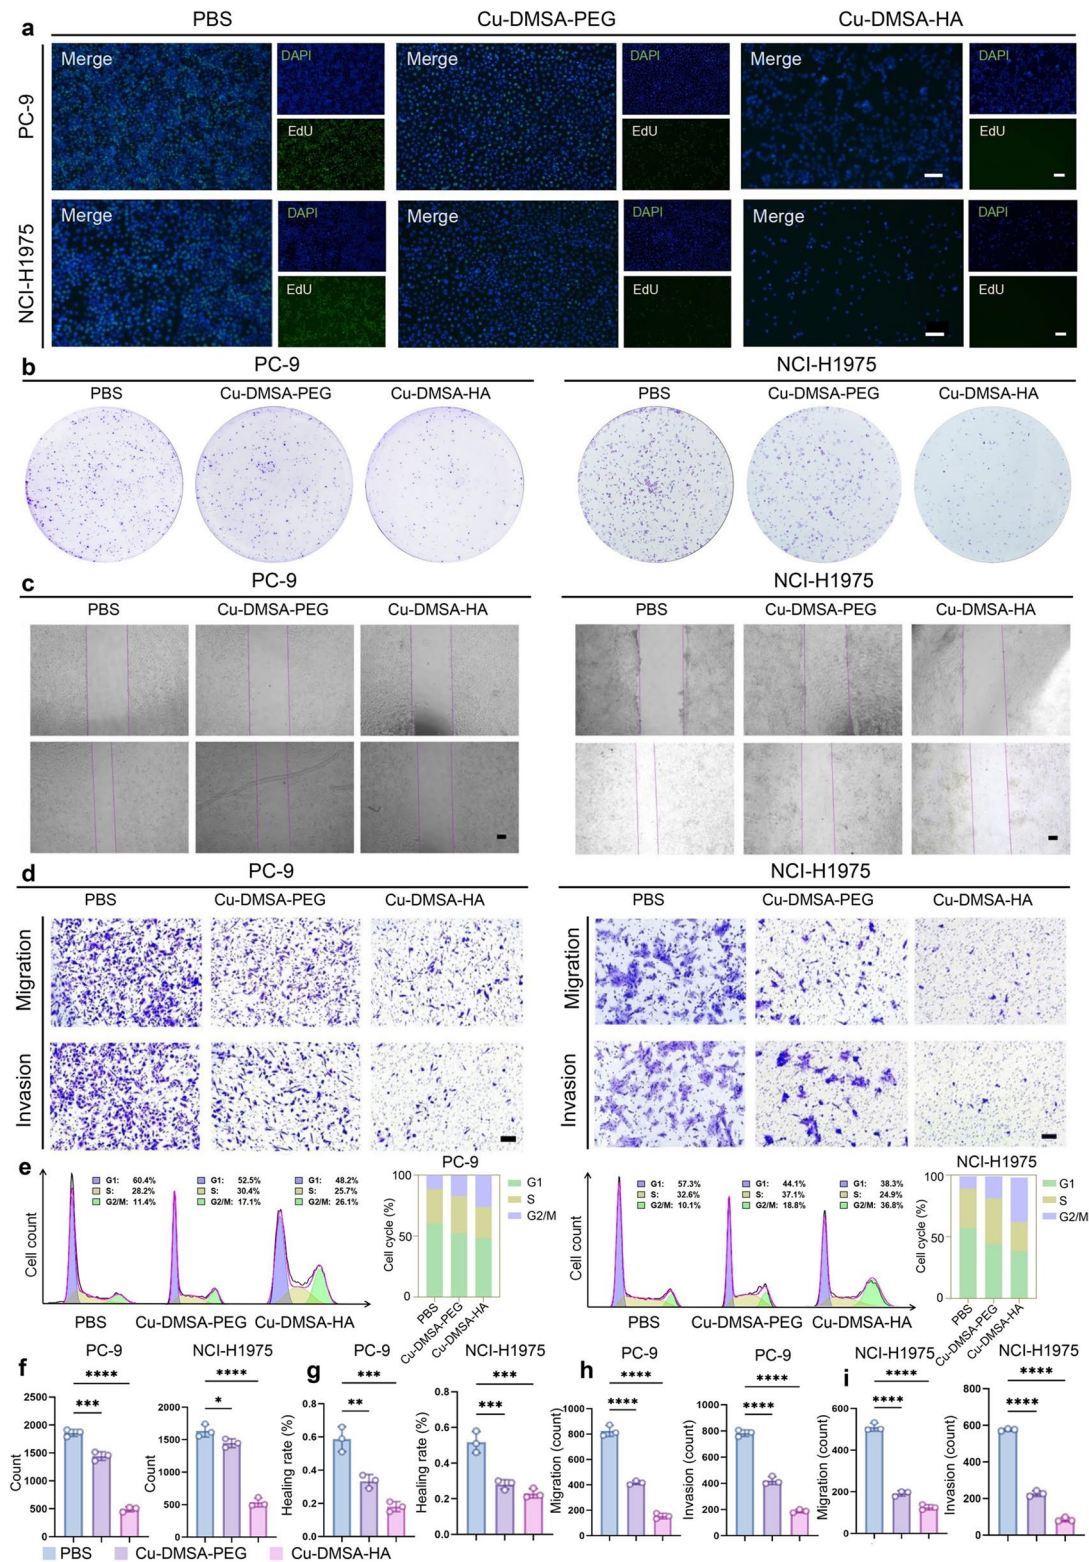 PBS Cu-DMSA-PEG Cu-DMSA-HA
a
PC-9
Merge DAPI Merge DAPI Merge DAPI
EdU EdU EdU
NCI-H1975
Merge DAPI Merge DAPI Merge DAPI
EdU EdU EdU
b PC-9 NCI-H1975
PBS Cu-DMSA-PEG Cu-DMSA-HA PBS Cu-DMSA-PEG Cu-DMSA-HA
c PC-9 NCI-H1975
PBS Cu-DMSA-PEG Cu-DMSA-HA PBS Cu-DMSA-PEG Cu-DMSA-HA
d PC-9 NCI-H1975
PBS Cu-DMSA-PEG Cu-DMSA-HA PBS Cu-DMSA-PEG Cu-DMSA-HA
Migration Migration
Invasion Invasion
e
Cell count
G1: 60.4% G1: 52.5% G1: 48.2%
S: 28.2% S: 30.4% S: 25.7%
G2/M: 11.4% G2/M: 17.1% G2/M: 26.1%
PBS Cu-DMSA-PEG Cu-DMSA-HA
PC-9
Cell cycle (%)
100
50
0
G1
S
G2/M
PBS
Cu-DMSA-PEG
Cu-DMSA-HA
Cell count
G1: 57.3% G1: 44.1% G1: 38.3%
S: 32.6% S: 37.1% S: 24.9%
G2/M: 10.1% G2/M: 18.8% G2/M: 36.8%
PBS Cu-DMSA-PEG Cu-DMSA-HA
NCI-H1975
Cell cycle (%)
100
50
0
G1
S
G2/M
PBS
Cu-DMSA-PEG
Cu-DMSA-HA
f
PC-9
****
***
Count
2500
2000
1500
1000
500
0
NCI-H1975
****
*
Count
2000
1500
1000
500
0
g
PC-9
***
**
Healing rate (%)
0.8
0.6
0.4
0.2
0.0
NCI-H1975
***
***
Healing rate (%)
0.8
0.6
0.4
0.2
0.0
h
PC-9
****
****
Migration (count)
1000
800
600
400
200
0
PC-9
****
****
Invasion (count)
1000
800
600
400
200
0
i
NCI-H1975
****
****
Migration (count)
600
400
200
0
NCI-H1975
****
****
Invasion (count)
800
600
400
200
0
PBS Cu-DMSA-PEG Cu-DMSA-HA